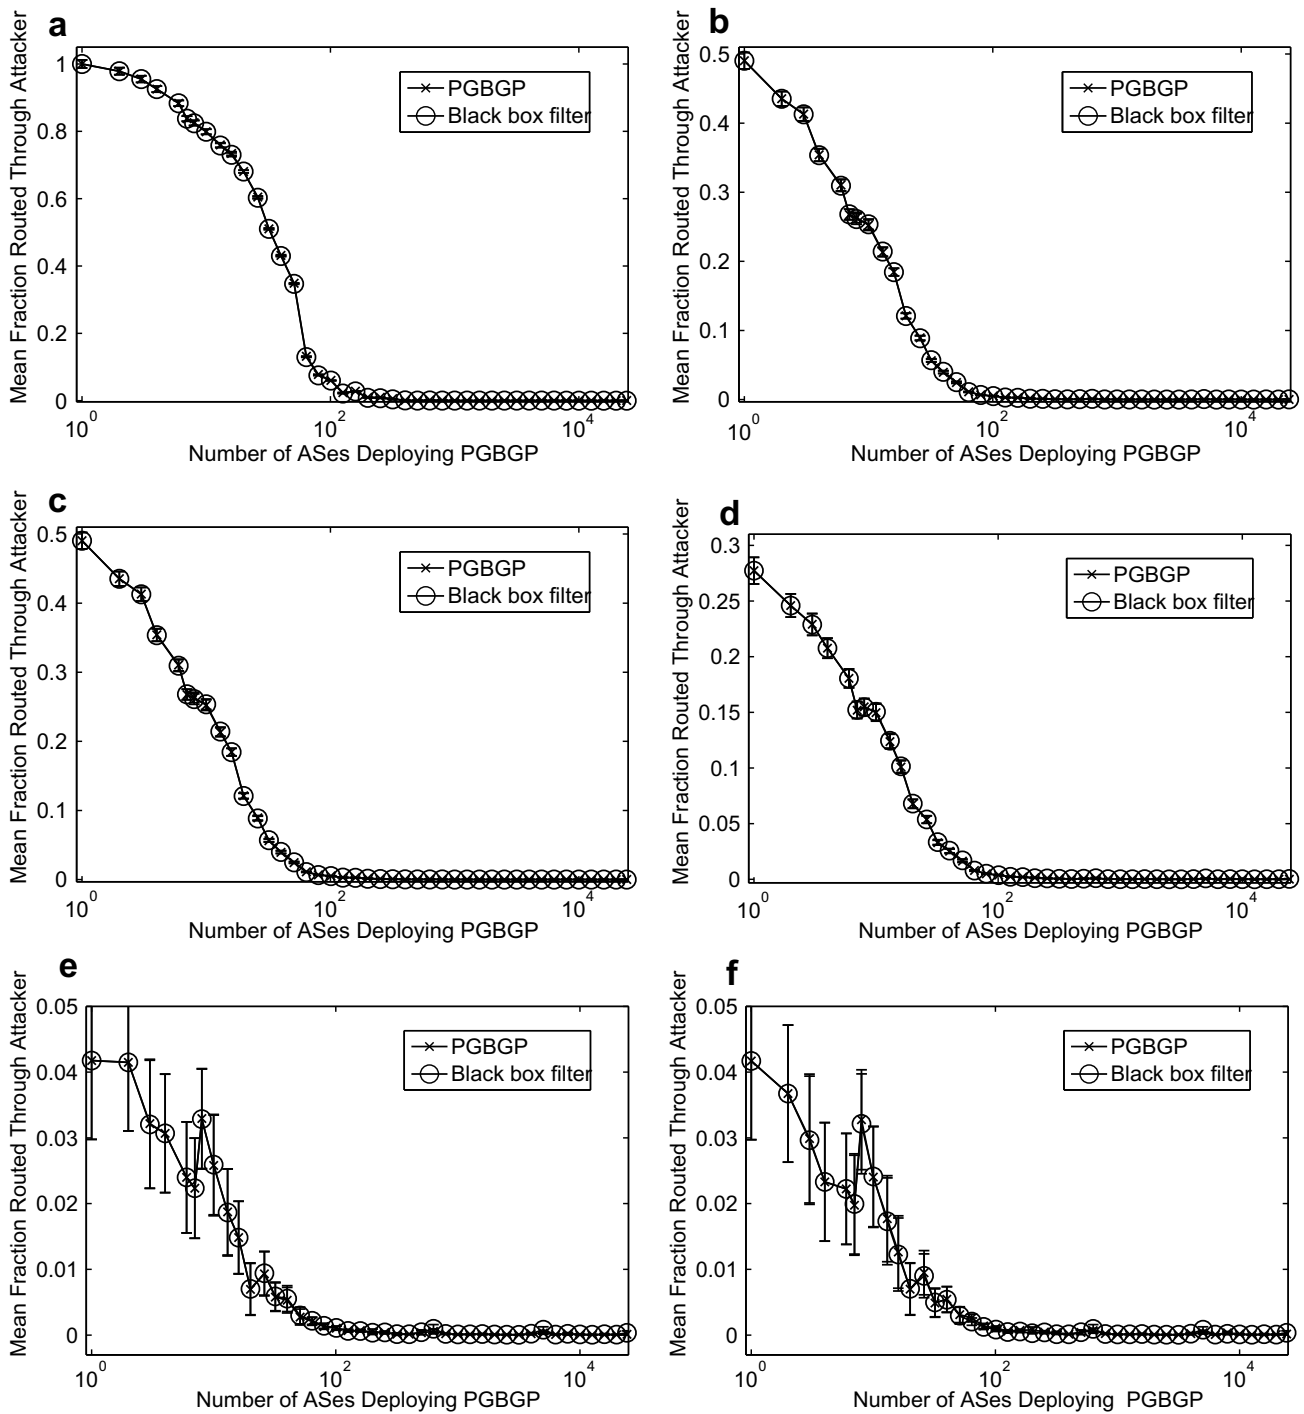 a
Mean Fraction Routed Through Attacker
1
0.8
0.6
0.4
0.2
0
10^0
10^2
10^4
PGBGP
Black box filter
Number of ASes Deploying PGBGP
b
Mean Fraction Routed Through Attacker
0.5
0.4
0.3
0.2
0.1
0
10^0
10^2
10^4
PGBGP
Black box filter
Number of ASes Deploying PGBGP
c
Mean Fraction Routed Through Attacker
0.5
0.4
0.3
0.2
0.1
0
10^0
10^2
10^4
PGBGP
Black box filter
Number of ASes Deploying PGBGP
d
Mean Fraction Routed Through Attacker
0.3
0.25
0.2
0.15
0.1
0.05
0
10^0
10^2
10^4
PGBGP
Black box filter
Number of ASes Deploying PGBGP
e
Mean Fraction Routed Through Attacker
0.05
0.04
0.03
0.02
0.01
0
10^0
10^2
10^4
PGBGP
Black box filter
Number of ASes Deploying PGBGP
f
Mean Fraction Routed Through Attacker
0.05
0.04
0.03
0.02
0.01
0
10^0
10^2
10^4
PGBGP
Black box filter
Number of ASes Deploying PGBGP